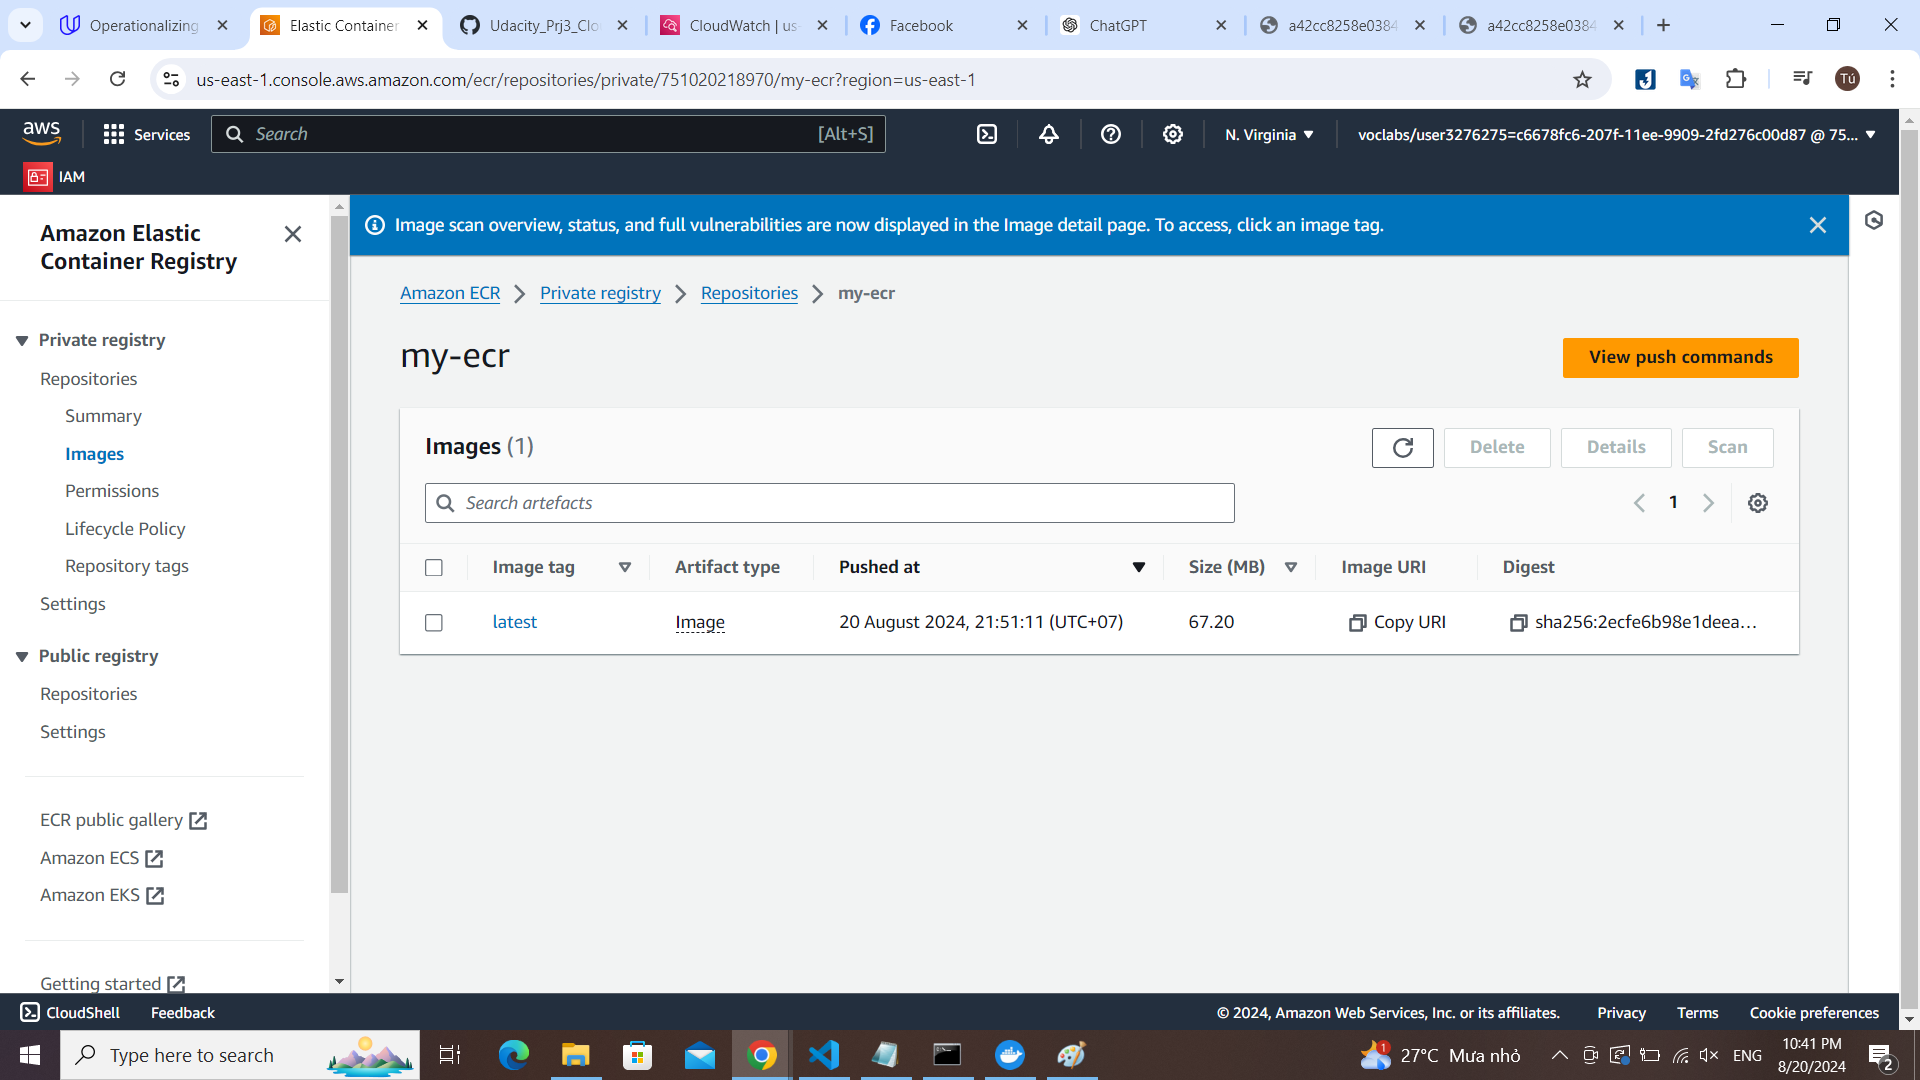 Operationalizing
Elastic Container
Udacity_Prj3_Clo
CloudWatch | us-
Facebook
ChatGPT
a42cc8258e0384
a42cc8258e0384
us-east-1.console.aws.amazon.com/ecr/repositories/private/751020218970/my-ecr?region=us-east-1
Tú
aws
Services
Search
[Alt+S]
N. Virginia
voclabs/user3276275=c6678fc6-207f-11ee-9909-2fd276c00d87 @ 75...
IAM
Amazon Elastic
Container Registry
Private registry
Repositories
Summary
Images
Permissions
Lifecycle Policy
Repository tags
Settings
Public registry
Repositories
Settings
ECR public gallery
Amazon ECS
Amazon EKS
Getting started
Image scan overview, status, and full vulnerabilities are now displayed in the Image detail page. To access, click an image tag.
Amazon ECR
Private registry
Repositories
my-ecr
my-ecr
View push commands
Images (1)
Delete
Details
Scan
Search artefacts
1
Image tag
Artifact type
Pushed at
Size (MB)
Image URI
Digest
latest
Image
20 August 2024, 21:51:11 (UTC+07)
67.20
Copy URI
sha256:2ecfe6b98e1deea...
CloudShell
Feedback
© 2024, Amazon Web Services, Inc. or its affiliates.
Privacy
Terms
Cookie preferences
Type here to search
1
27°C Mưa nhỏ
ENG
10:41 PM
8/20/2024
2